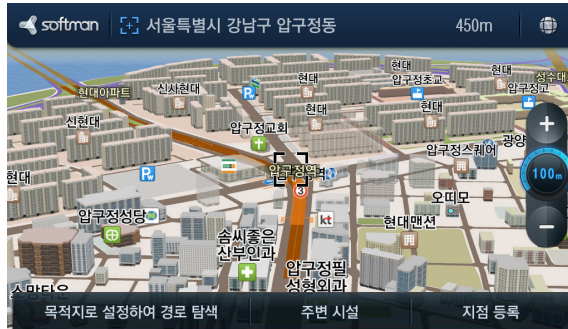 softman
서울특별시 강남구 압구정동
450m
현대아파트
신사현대
현대
압구정초교
현대
성수대
압구정고
신현대
현대
현대
압구정교회
광양
압구정스퀘어
현대
압구정역
100m
오띠모
압구정성당
kt
현대맨션
솜씨좋은
산부인과
압구정필
성형외과
소망타운
목적지로 설정하여 경로 탐색
주변 시설
지점 등록